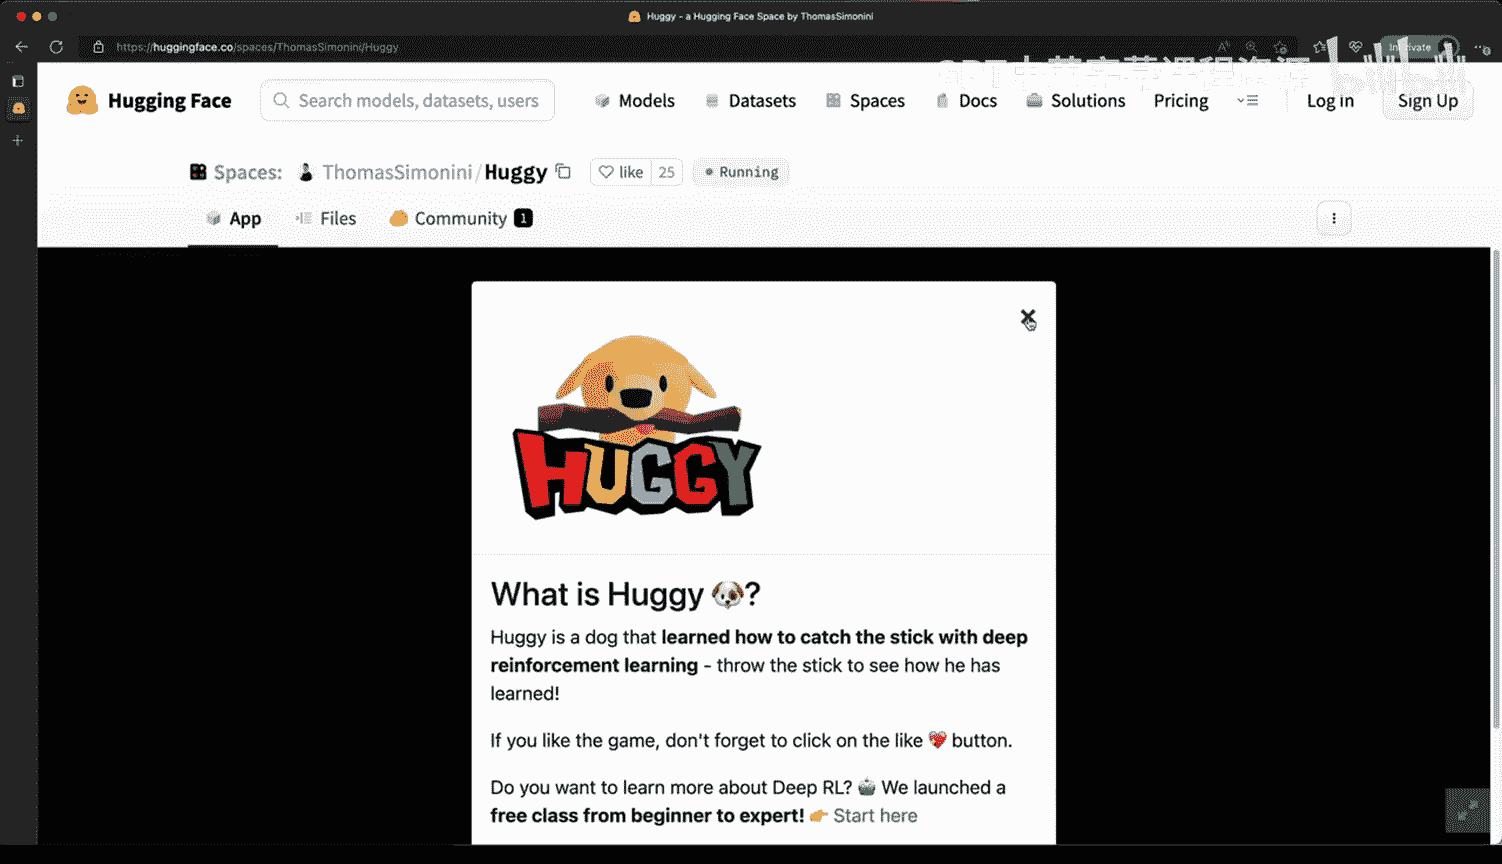 Huggy - a Hugging Face Space by ThomasSimonini
https://huggingface.co/spaces/ThomasSimonini/Huggy
Hugging Face
Search models, datasets, users
Models
Datasets
Spaces
Docs
Solutions
Pricing
Log in
Sign Up
Spaces: ThomasSimonini/Huggy
like 25
Running
App
Files
Community 1
HUGGY
What is Huggy 🐶?
Huggy is a dog that learned how to catch the stick with deep
reinforcement learning - throw the stick to see how he has
learned!
If you like the game, don't forget to click on the like 💖 button.
Do you want to learn more about Deep RL? 🤖 We launched a
free class from beginner to expert! 👉 Start here